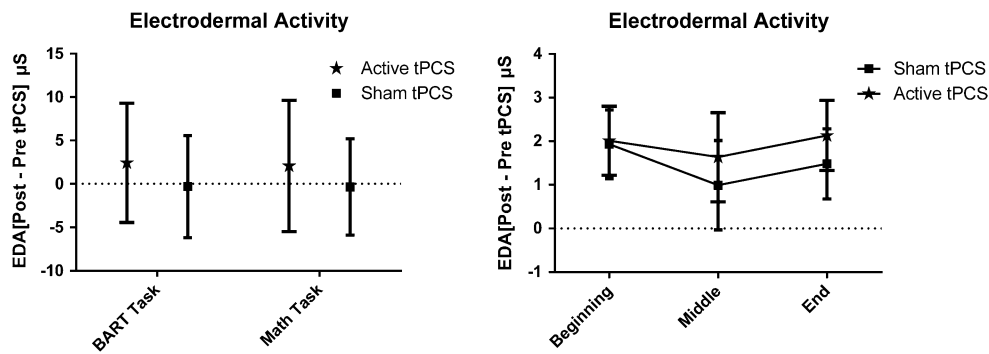 Electrodermal Activity
EDA[Post - Pre tPCS] µS
15
10
5
0
-5
-10
Active tPCS
Sham tPCS
BART Task
Math Task
Electrodermal Activity
EDA[Post - Pre tPCS] µS
4
3
2
1
0
-1
Sham tPCS
Active tPCS
Beginning
Middle
End